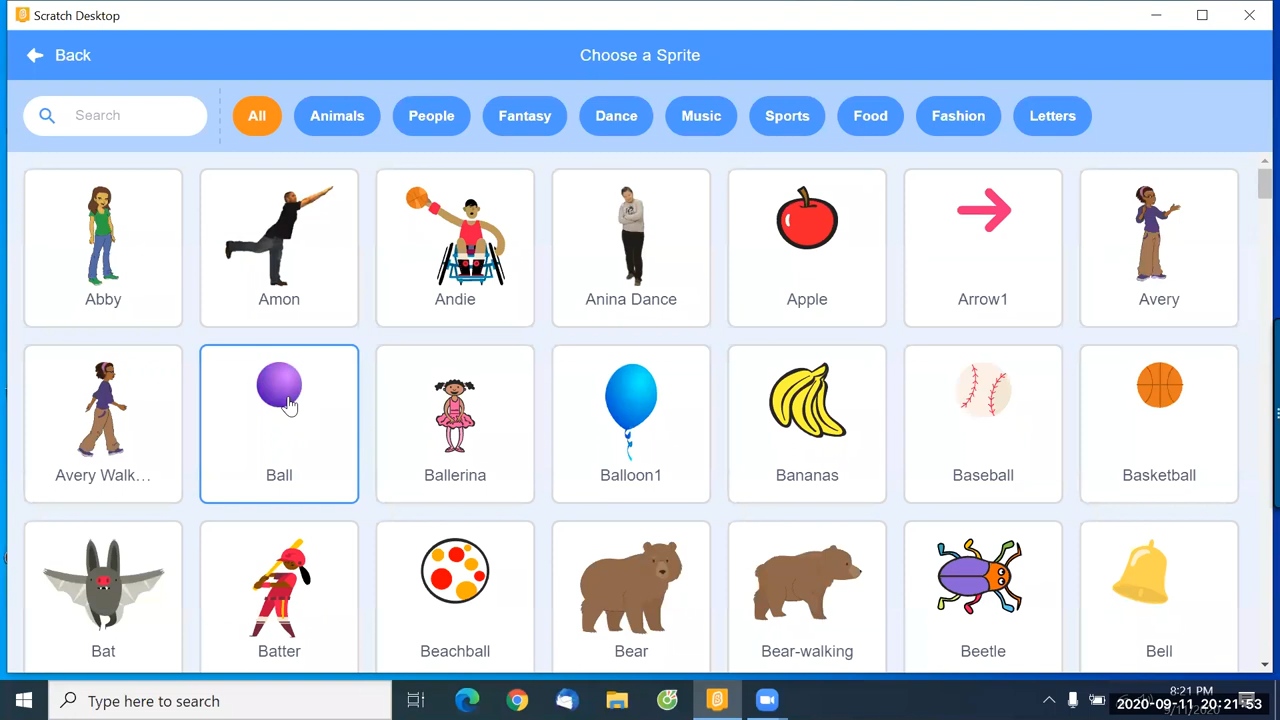 Scratch Desktop
Back
Choose a Sprite
Search
All
Animals
People
Fantasy
Dance
Music
Sports
Food
Fashion
Letters
Abby
Amon
Andie
Anina Dance
Apple
Arrow1
Avery
Avery Walk...
Ball
Ballerina
Balloon1
Bananas
Baseball
Basketball
Bat
Batter
Beachball
Bear
Bear-walking
Beetle
Bell
Type here to search
8:21 PM
2020-09-11 20:21:53